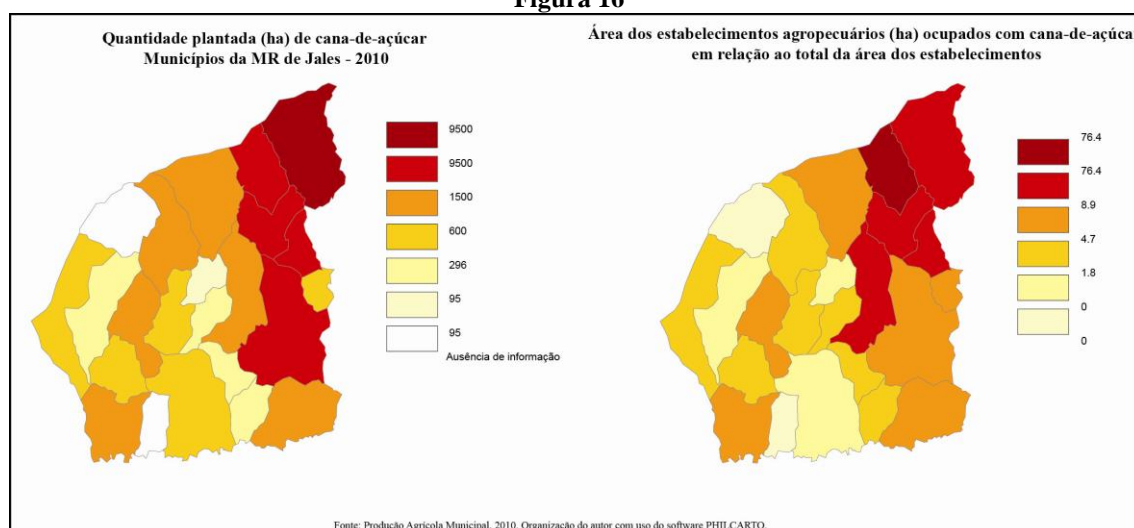 Figura 16
Quantidade plantada (ha) de cana-de-açúcar
Municípios da MR de Jales - 2010
9500
9500
1500
600
296
95
95
Ausência de informação
Área dos estabelecimentos agropecuários (ha) ocupados com cana-de-açúca
em relação ao total da área dos estabelecimentos
76.4
76.4
8.9
4.7
1.8
0
0
Fonte: Produção Agrícola Municipal, 2010. Organização do autor com uso do software PHILCARTO.